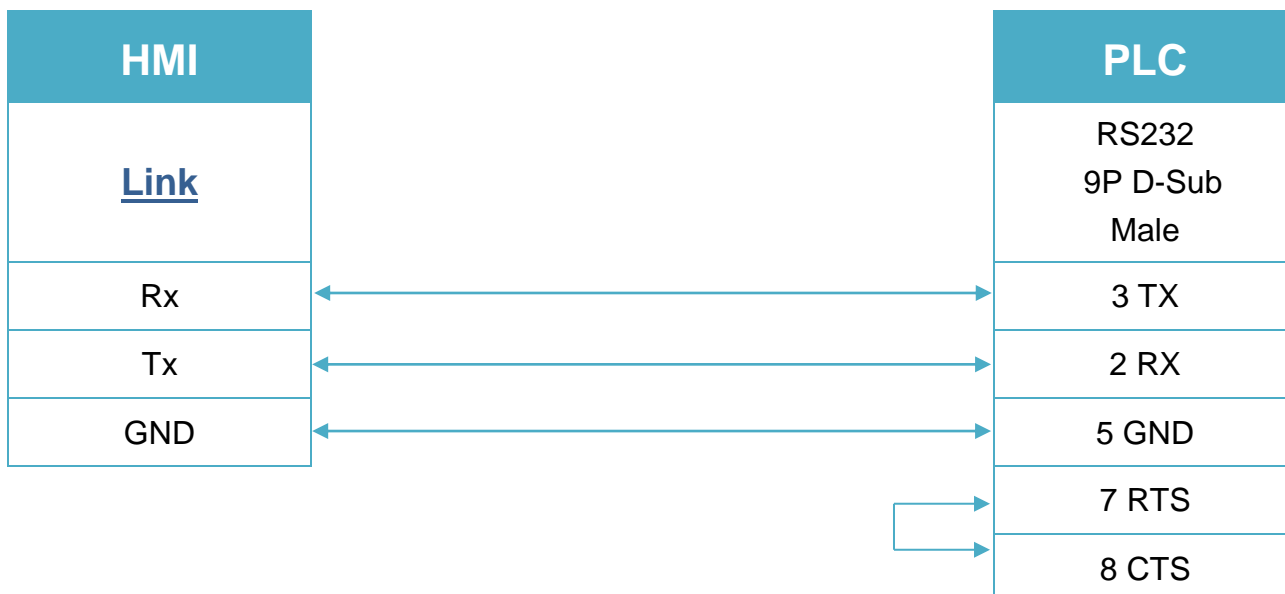 HMI
PLC
Link
RS232
9P D-Sub
Male
Rx
3 TX
Tx
2 RX
GND
5 GND
7 RTS
8 CTS